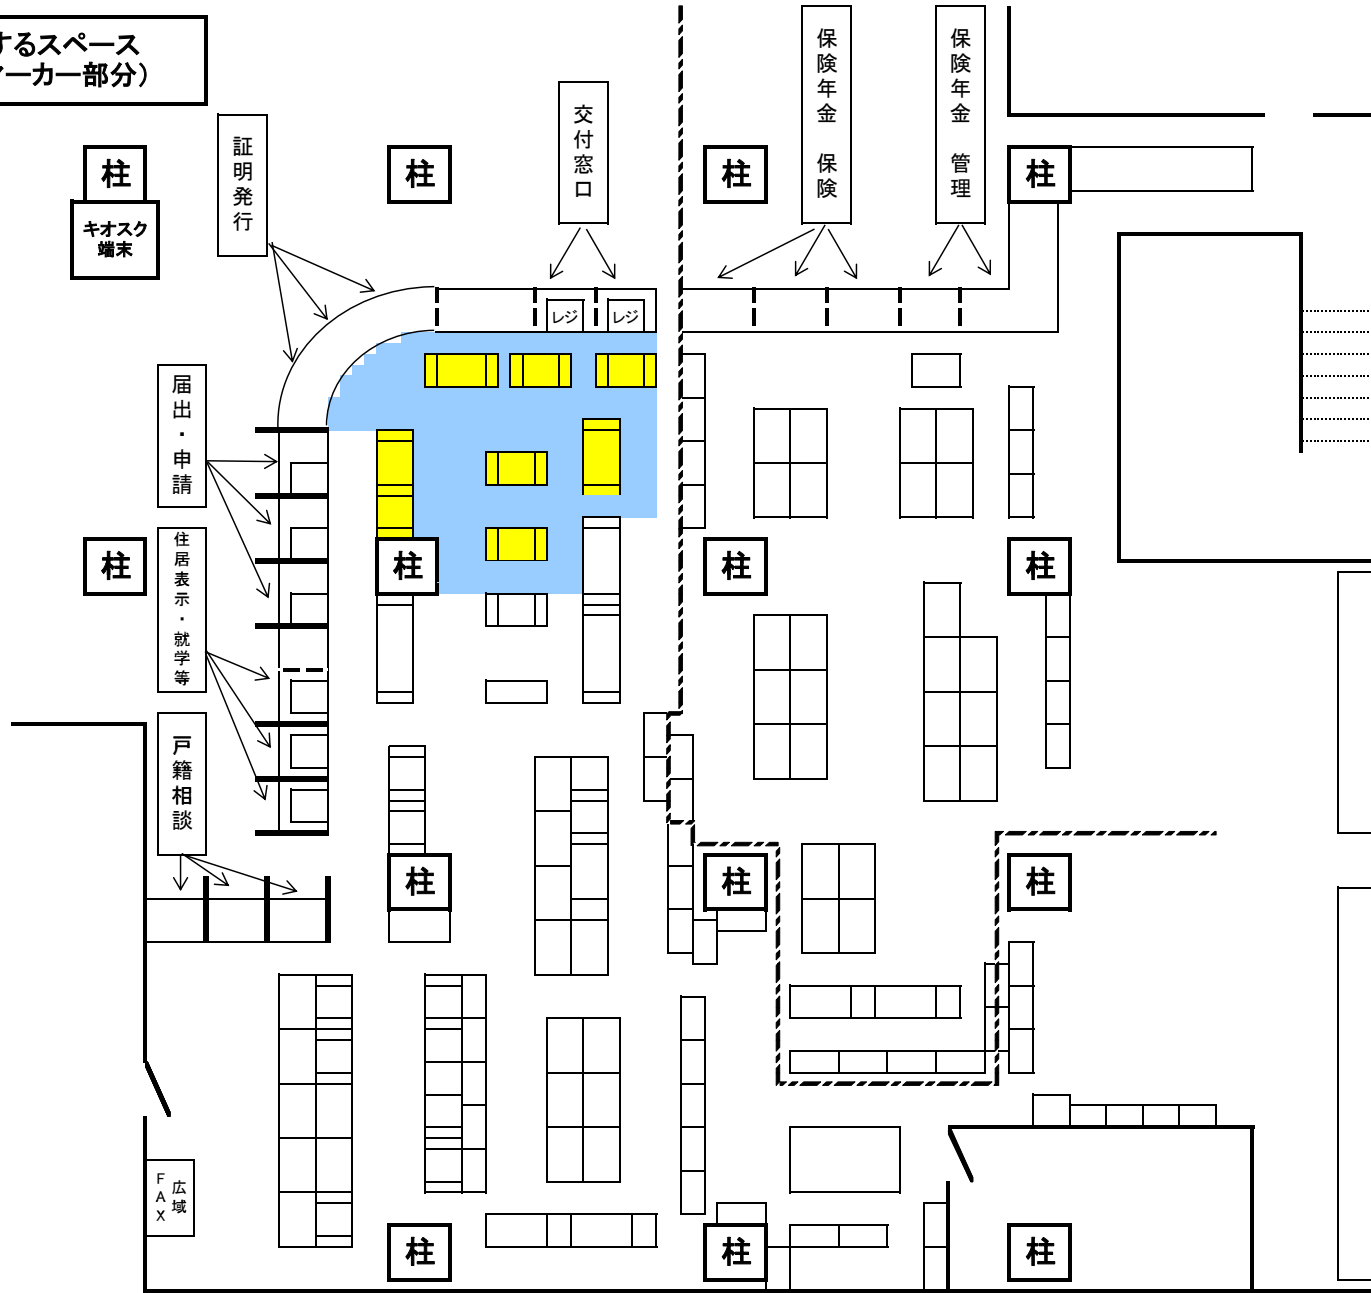 するスペース
マーカー部分）
保険年金　保険
保険年金　管理
交付窓口
証明発行
柱
柱
柱
柱
キオスク
端末
レジ
レジ
届出・申請
住居表示・就学等
柱
柱
柱
柱
戸籍相談
柱
柱
柱
広域
FAX
柱
柱
柱